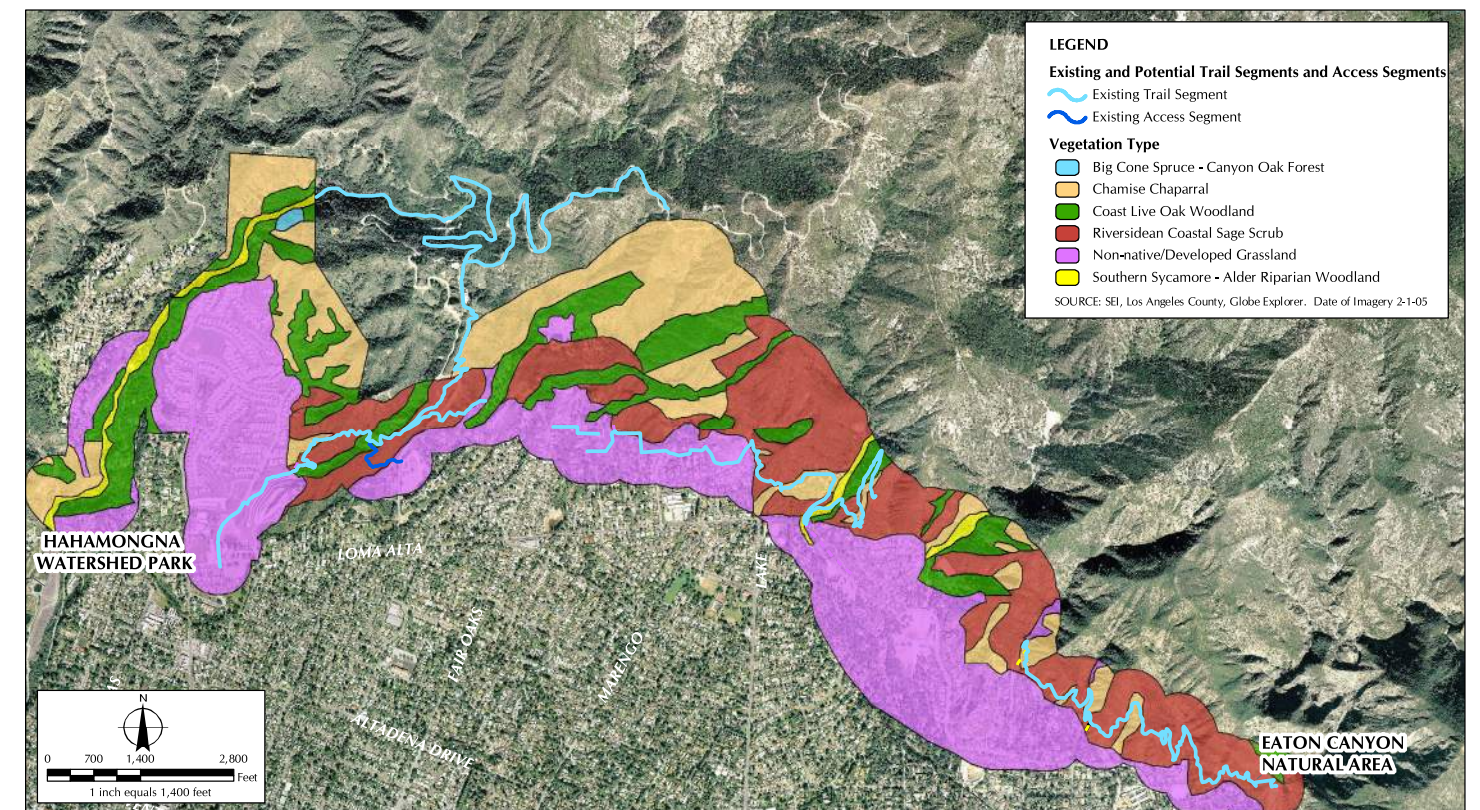 LEGEND
Existing and Potential Trail Segments and Access Segments
Existing Trail Segment
Existing Access Segment
Vegetation Type
Big Cone Spruce - Canyon Oak Forest
Chamise Chaparral
Coast Live Oak Woodland
Riversidean Coastal Sage Scrub
Non-native/Developed Grassland
Southern Sycamore - Alder Riparian Woodland
SOURCE: SEI, Los Angeles County, Globe Explorer. Date of Imagery 2-1-05
HAHAMONGNA
WATERSHED PARK
LOMA ALTA
LAKE
FAIR OAKS
MARENGO
ALTADENA DRIVE
EATON CANYON
NATURAL AREA
N
0 700 1,400 2,800
Feet
1 inch equals 1,400 feet